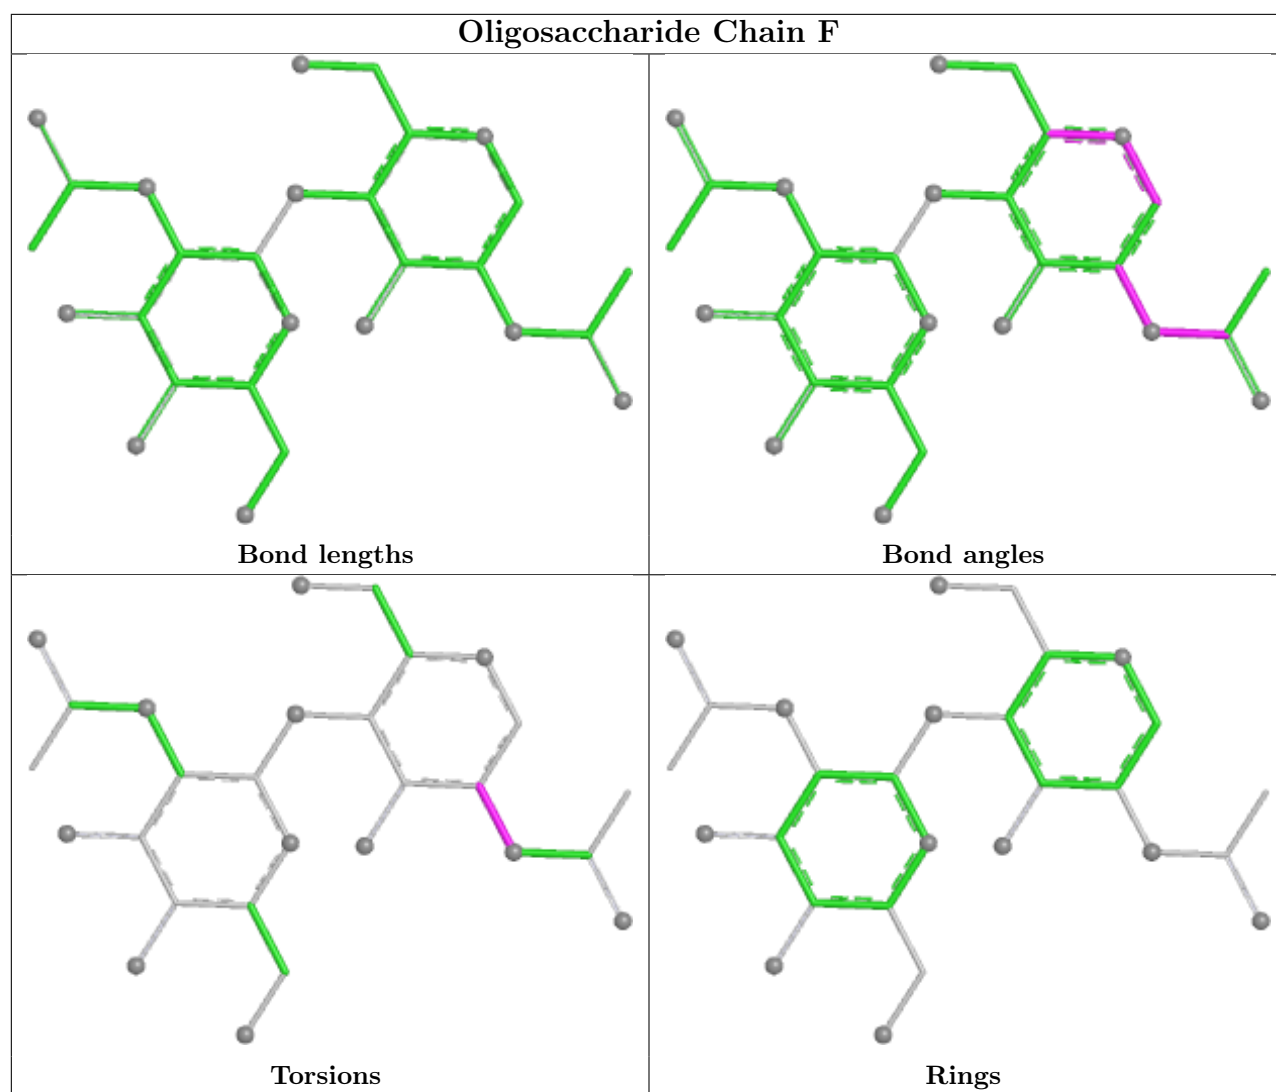 Oligosaccharide Chain F
Bond lengths
Bond angles
Torsions
Rings